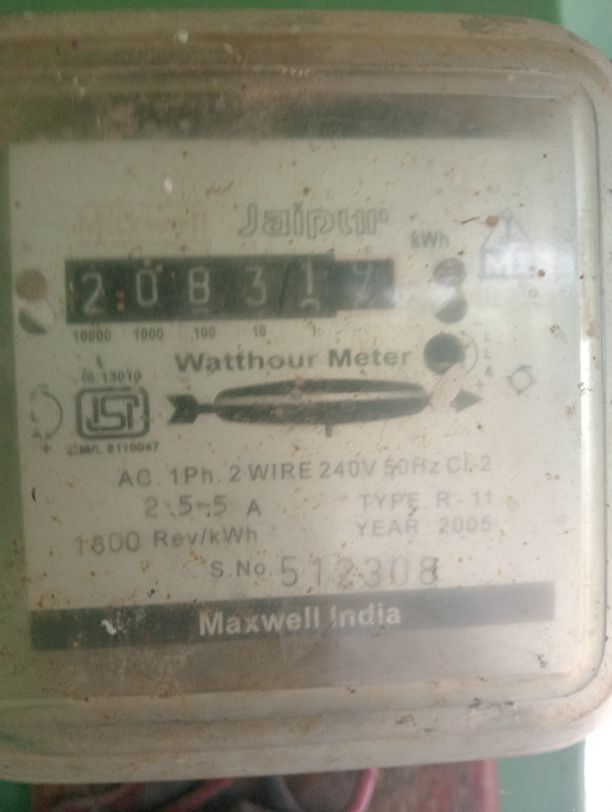 Maxwell Jaipur
kWh
2 0 8 3 1 9
10000 1000 100 10 1
Watthour Meter
IS 13010
ISI
CM/L 8110047
AC. 1Ph. 2 WIRE 240V 50Hz Cl.2
2.5-5 A TYPE R-11
1800 Rev/kWh YEAR 2005
S.No 512308
Maxwell India